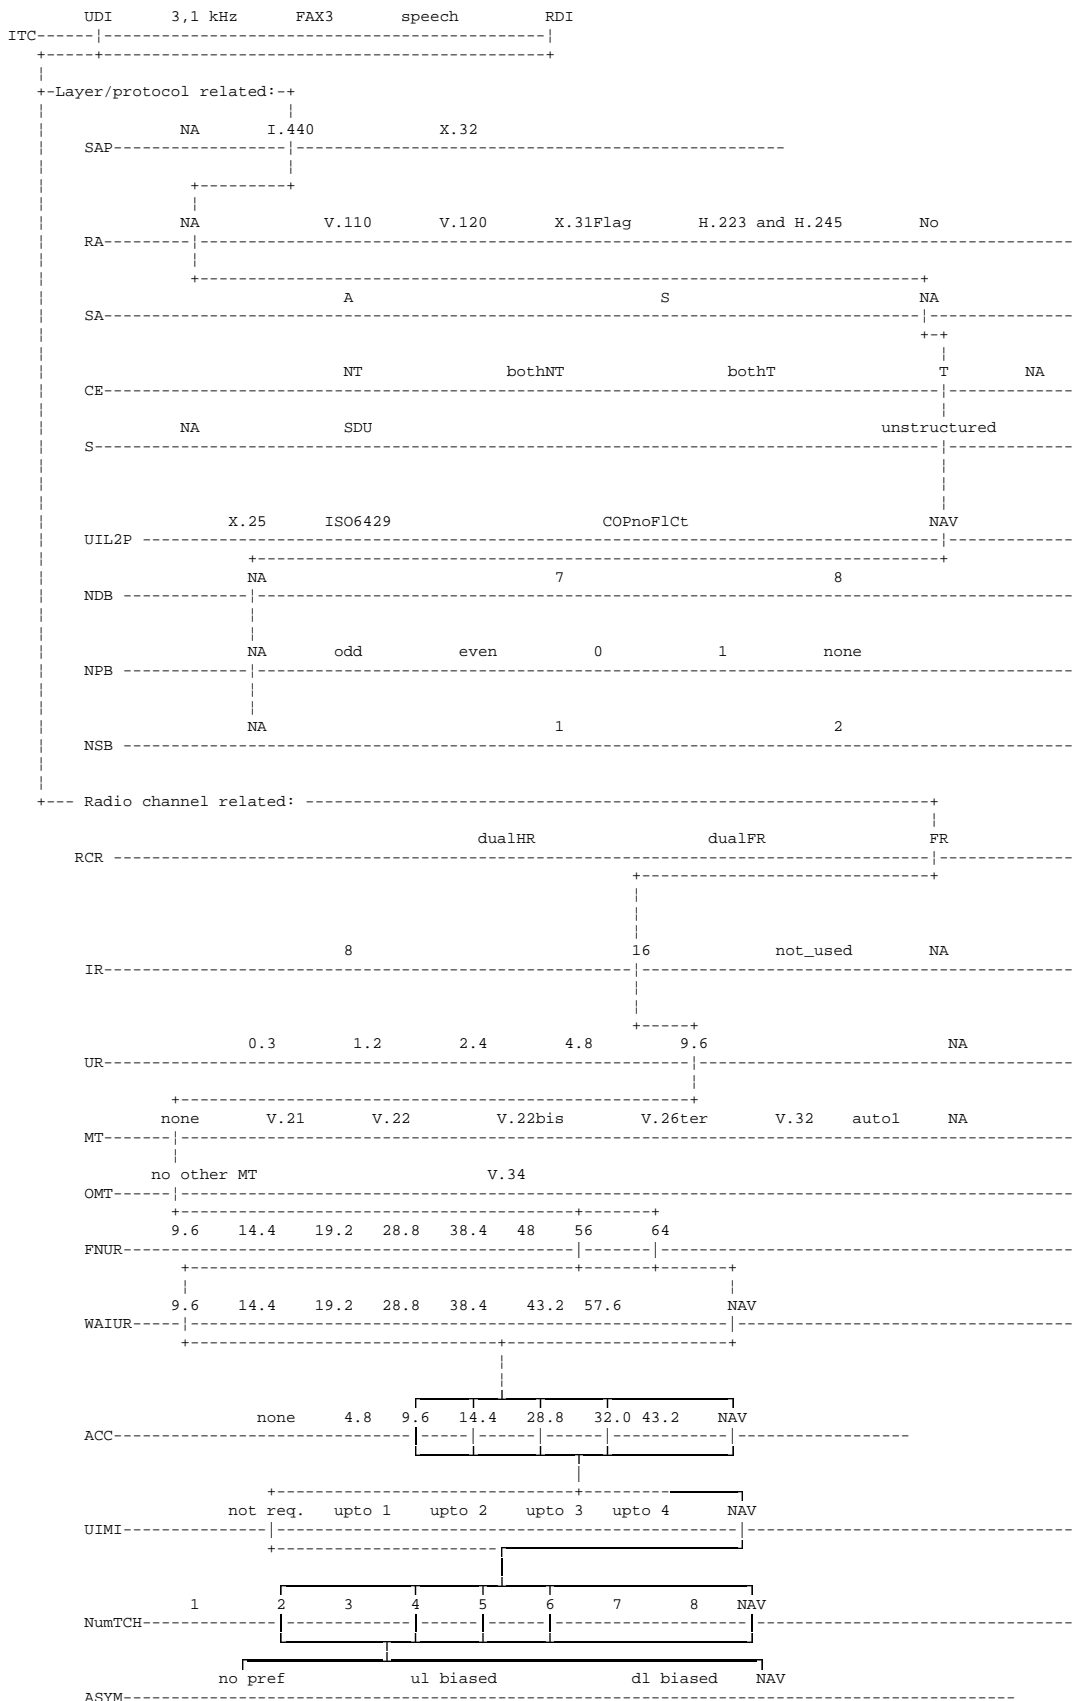 UDI 3,1 kHz FAX3 speech RDI
ITC
Layer/protocol related:
NA I.440 X.32
SAP
NA V.110 V.120 X.31Flag H.223 and H.245 No
RA
A S NA
SA
NT bothNT bothT T NA
CE
NA SDU unstructured
S
X.25 ISO6429 COPnoFlCt NAV
UIL2P
NA 7 8
NDB
NA odd even 0 1 none
NPB
NA 1 2
NSB
Radio channel related:
dualHR dualFR FR
RCR
8 16 not_used NA
IR
0.3 1.2 2.4 4.8 9.6 NA
UR
none V.21 V.22 V.22bis V.26ter V.32 auto1 NA
MT
no other MT V.34
OMT
9.6 14.4 19.2 28.8 38.4 48 56 64
FNUR
9.6 14.4 19.2 28.8 38.4 43.2 57.6 NAV
WAIUR
none 4.8 9.6 14.4 28.8 32.0 43.2 NAV
ACC
not req. upto 1 upto 2 upto 3 upto 4 NAV
UIMI
1 2 3 4 5 6 7 8 NAV
NumTCH
no pref ul biased dl biased NAV
ASYM